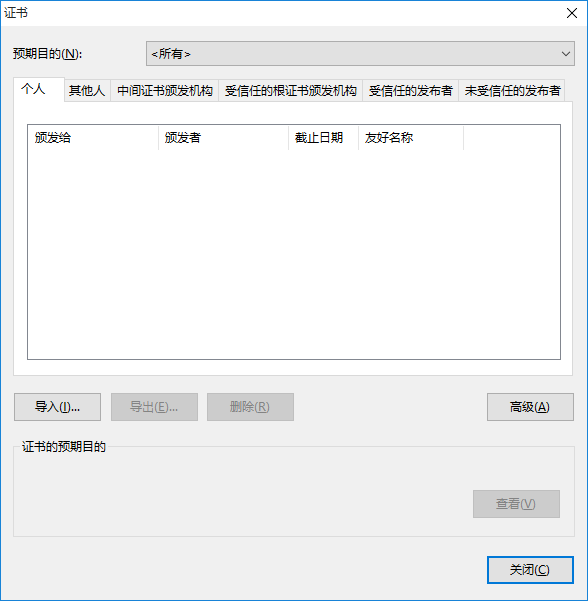 证书
预期目的(N): <所有>
个人 其他人 中间证书颁发机构 受信任的根证书颁发机构 受信任的发布者 未受信任的发布者
颁发给 颁发者 截止日期 友好名称
导入(I)... 导出(E)... 删除(R) 高级(A)
证书的预期目的
查看(V)
关闭(C)